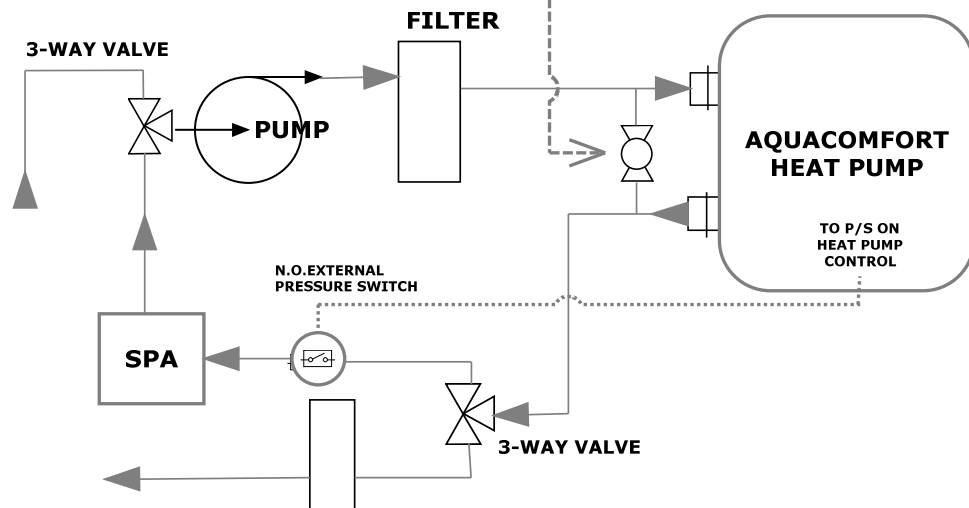 FILTER
3-WAY VALVE
PUMP
AQUACOMFORT
HEAT PUMP
TO P/S ON
HEAT PUMP
CONTROL
N.O.EXTERNAL
PRESSURE SWITCH
SPA
3-WAY VALVE